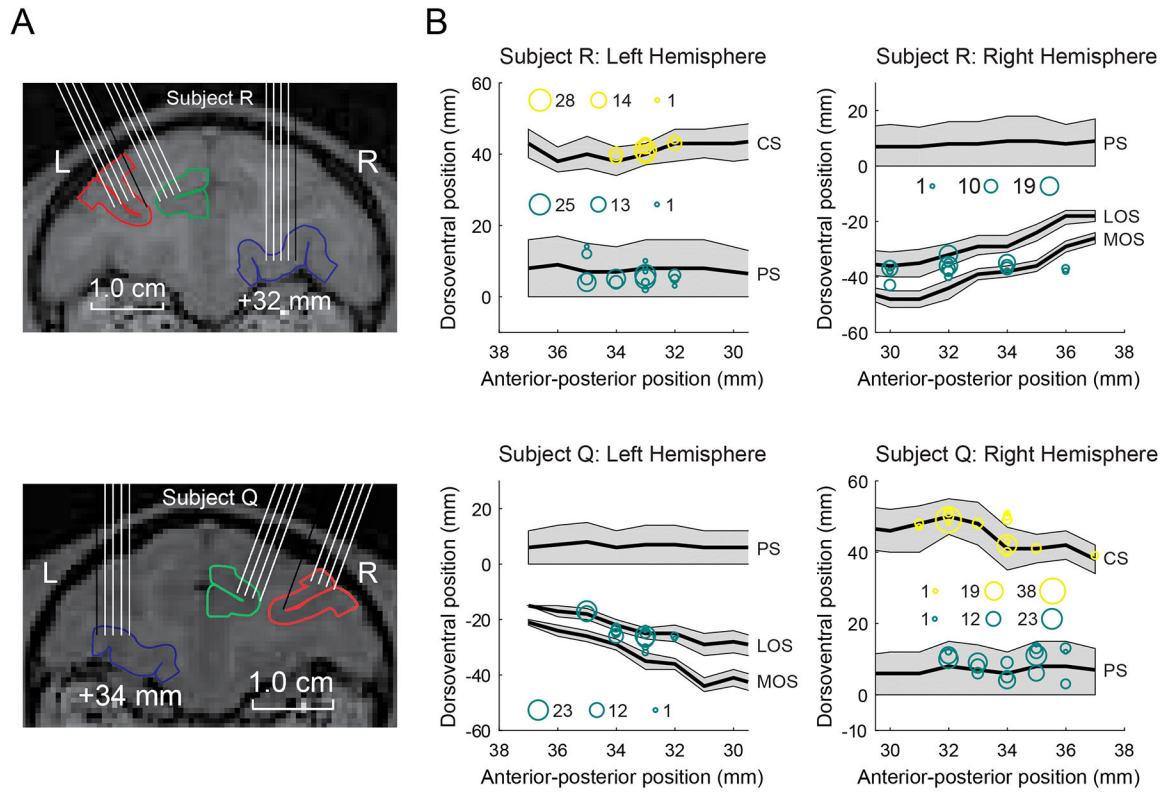 A
B
Subject R
L
R
1.0 cm
+32 mm
Subject Q
L
R
+34 mm
1.0 cm
Subject R: Left Hemisphere
Dorsoventral position (mm)
60
40
20
0
28 14 1
CS
25 13 1
PS
38 36 34 32 30
Anterior-posterior position (mm)
Subject R: Right Hemisphere
Dorsoventral position (mm)
20
0
-20
-40
-60
PS
1 10 19
LOS
MOS
30 32 34 36 38
Anterior-posterior position (mm)
Subject Q: Left Hemisphere
Dorsoventral position (mm)
20
0
-20
-40
-60
PS
LOS
MOS
23 12 1
38 36 34 32 30
Anterior-posterior position (mm)
Subject Q: Right Hemisphere
Dorsoventral position (mm)
60
40
20
0
-10
CS
1 19 38
1 12 23
PS
30 32 34 36 38
Anterior-posterior position (mm)